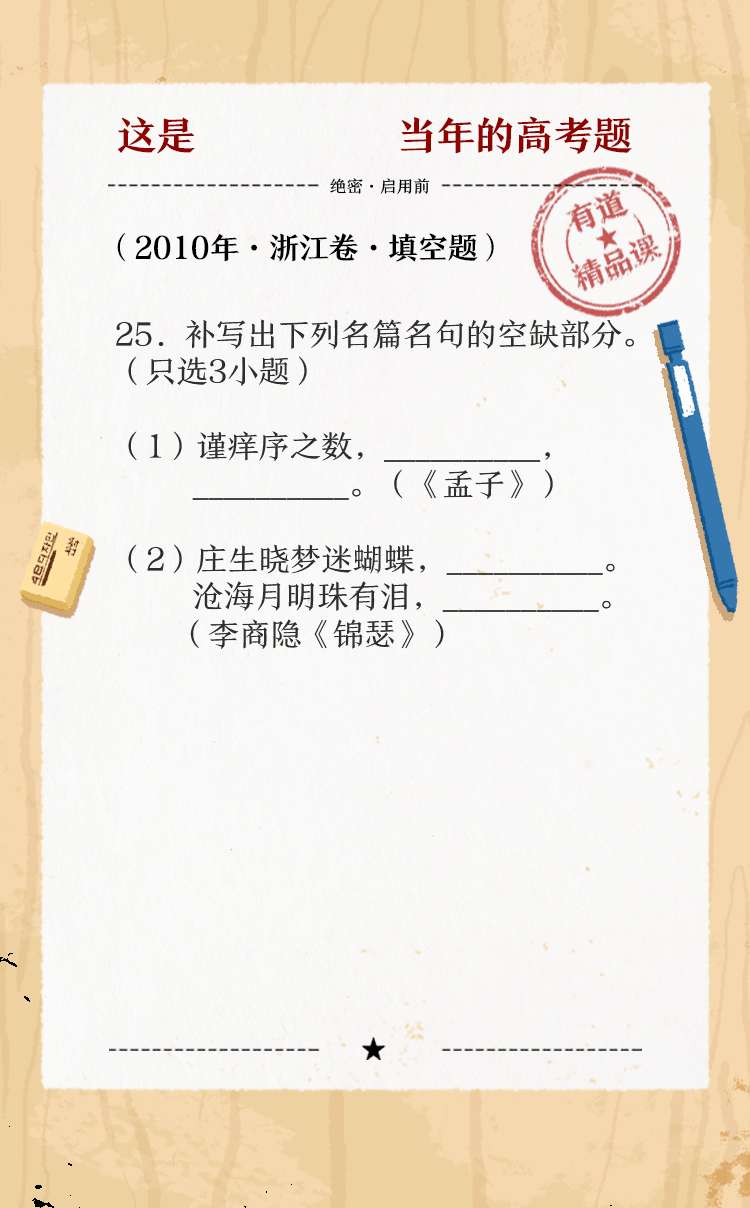 这是 当年的高考题
绝密·启用前
有道
精品课
（2010年·浙江卷·填空题）
25．补写出下列名篇名句的空缺部分。
（只选3小题）
（1）谨痒序之数，__________，
__________。（《孟子》）
（2）庄生晓梦迷蝴蝶，__________。
沧海月明珠有泪，__________。
（李商隐《锦瑟》）